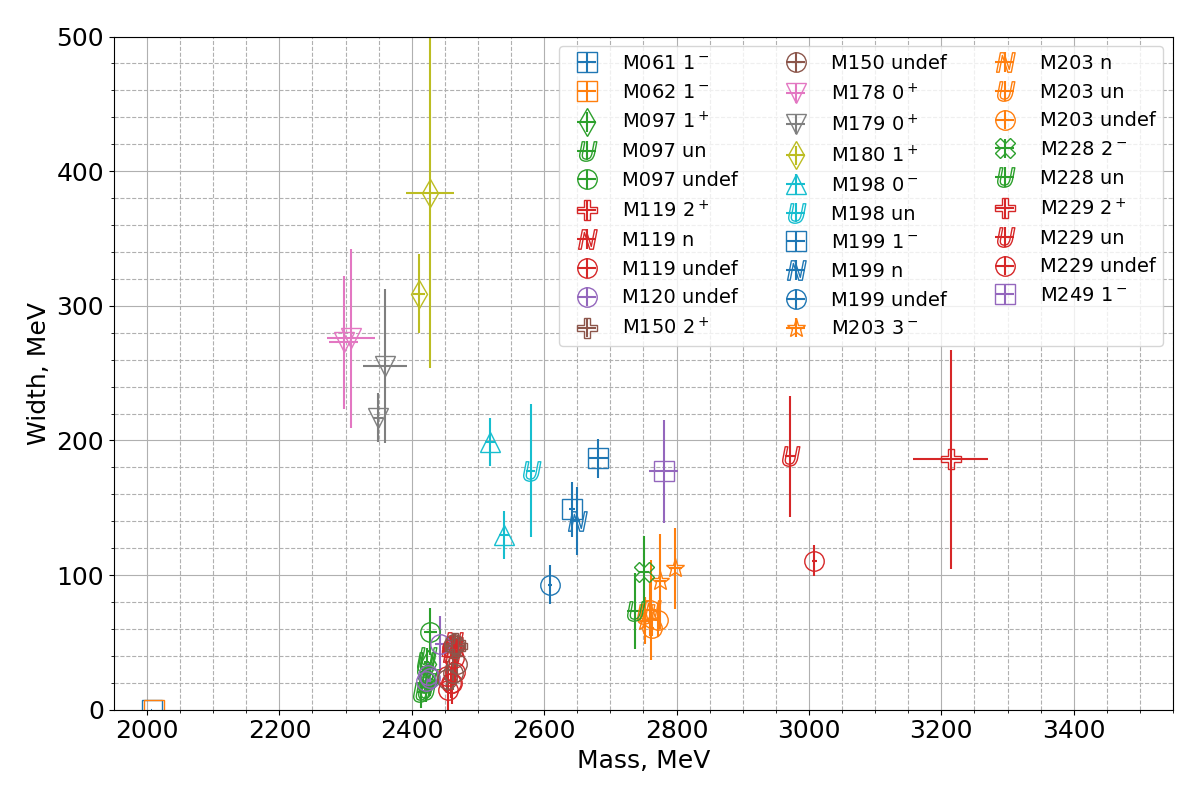 500
400
300
200
100
0
Width, MeV
M061 1⁻
M062 1⁻
M097 1⁺
M097 un
M097 undef
M119 2⁺
M119 n
M119 undef
M120 undef
M150 2⁺
M150 undef
M178 0⁺
M179 0⁺
M180 1⁺
M198 0⁻
M198 un
M199 1⁻
M199 n
M199 undef
M203 3⁻
M203 n
M203 un
M203 undef
M228 2⁻
M228 un
M229 2⁺
M229 un
M229 undef
M249 1⁻
2000 2200 2400 2600 2800 3000 3200 3400
Mass, MeV